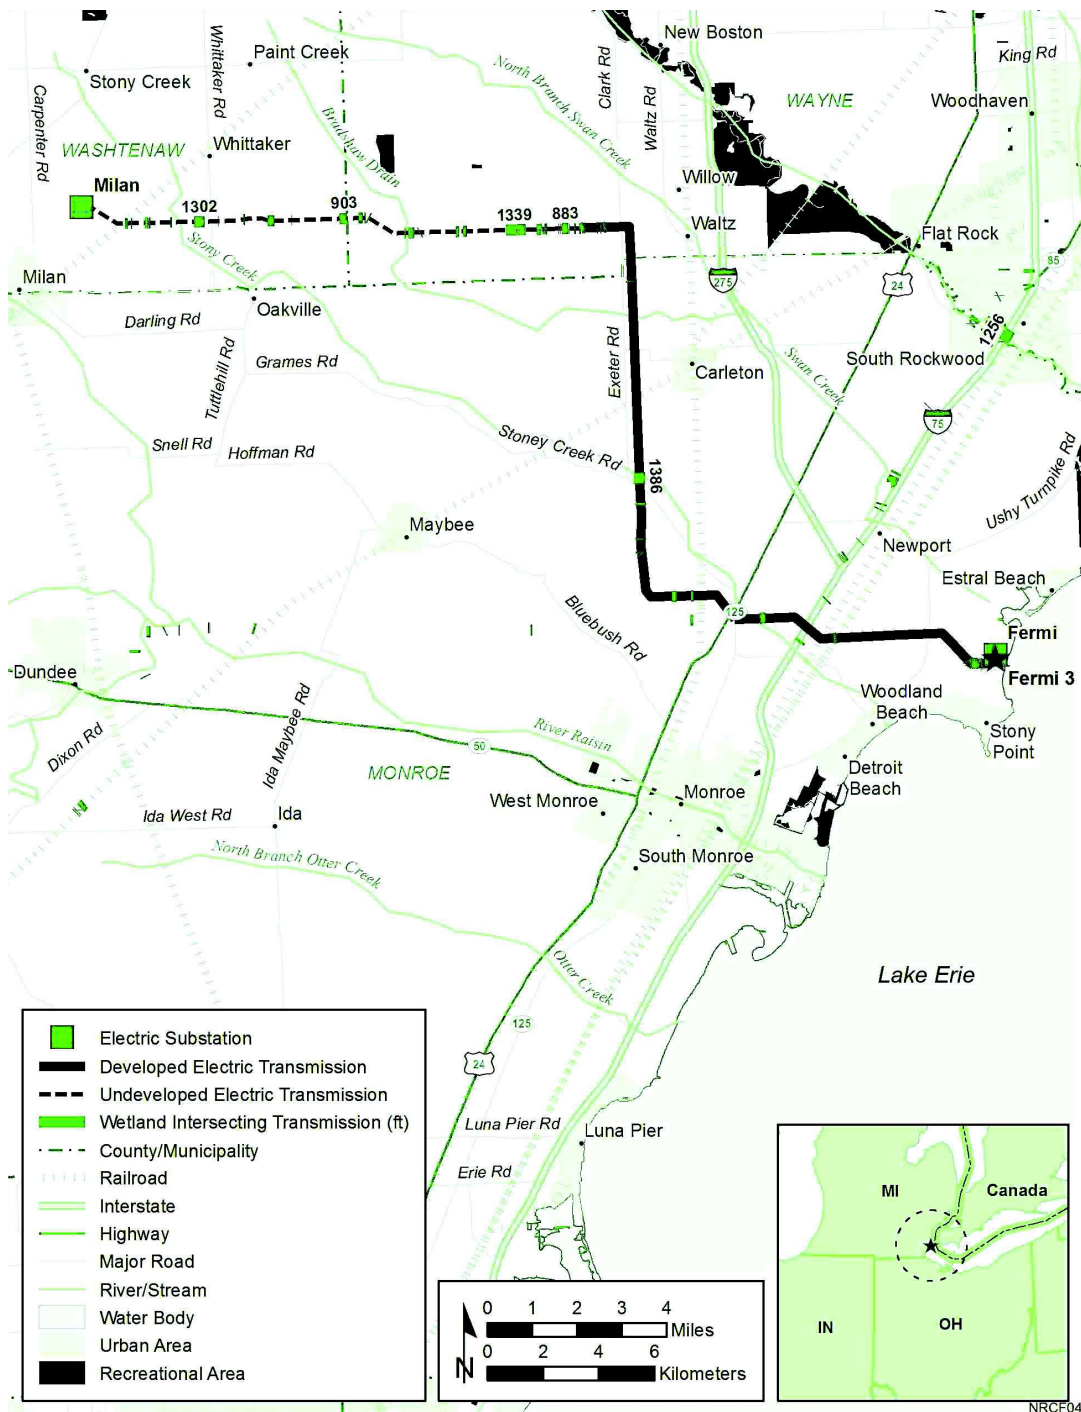 New Boston
King Rd
Paint Creek
Stony Creek
Whittaker Rd
Clark Rd
North Branch Swan Creek
WAYNE
Woodhaven
Carpenter Rd
Waltz Rd
Bradshaw Drain
WASHTENAW
Whittaker
Milan
Willow
1302
903
1339
883
Waltz
Flat Rock
Stony Creek
85
Milan
275
24
Oakville
Darling Rd
1256
Tuttlehill Rd
Grames Rd
Exeter Rd
Carleton
South Rockwood
Swan Creek
75
Snell Rd
Hoffman Rd
Stoney Creek Rd
1386
Ushy Turnpike Rd
Maybee
Newport
Estral Beach
Bluebush Rd
125
Fermi
Fermi 3
Dundee
Woodland
Beach
Stony
Point
Dixon Rd
Ida Maybee Rd
River Raisin
50
MONROE
Detroit
Beach
West Monroe
Monroe
Ida West Rd
Ida
North Branch Otter Creek
South Monroe
Otter Creek
Lake Erie
125
24
Luna Pier Rd
Luna Pier
Erie Rd
Electric Substation
Developed Electric Transmission
Undeveloped Electric Transmission
Wetland Intersecting Transmission (ft)
County/Municipality
Railroad
Interstate
Highway
Major Road
River/Stream
Water Body
Urban Area
Recreational Area
0 1 2 3 4
Miles
0 2 4 6
Kilometers
N
MI
Canada
IN
OH
NRCF04